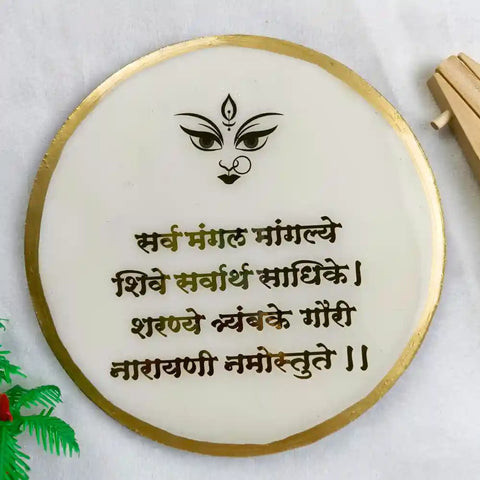 सर्व मंगल मांगल्ये
शिवे सर्वार्थ साधिके।
शरण्ये त्र्यंबके गौरी
नारायणी नमोस्तुते ।।